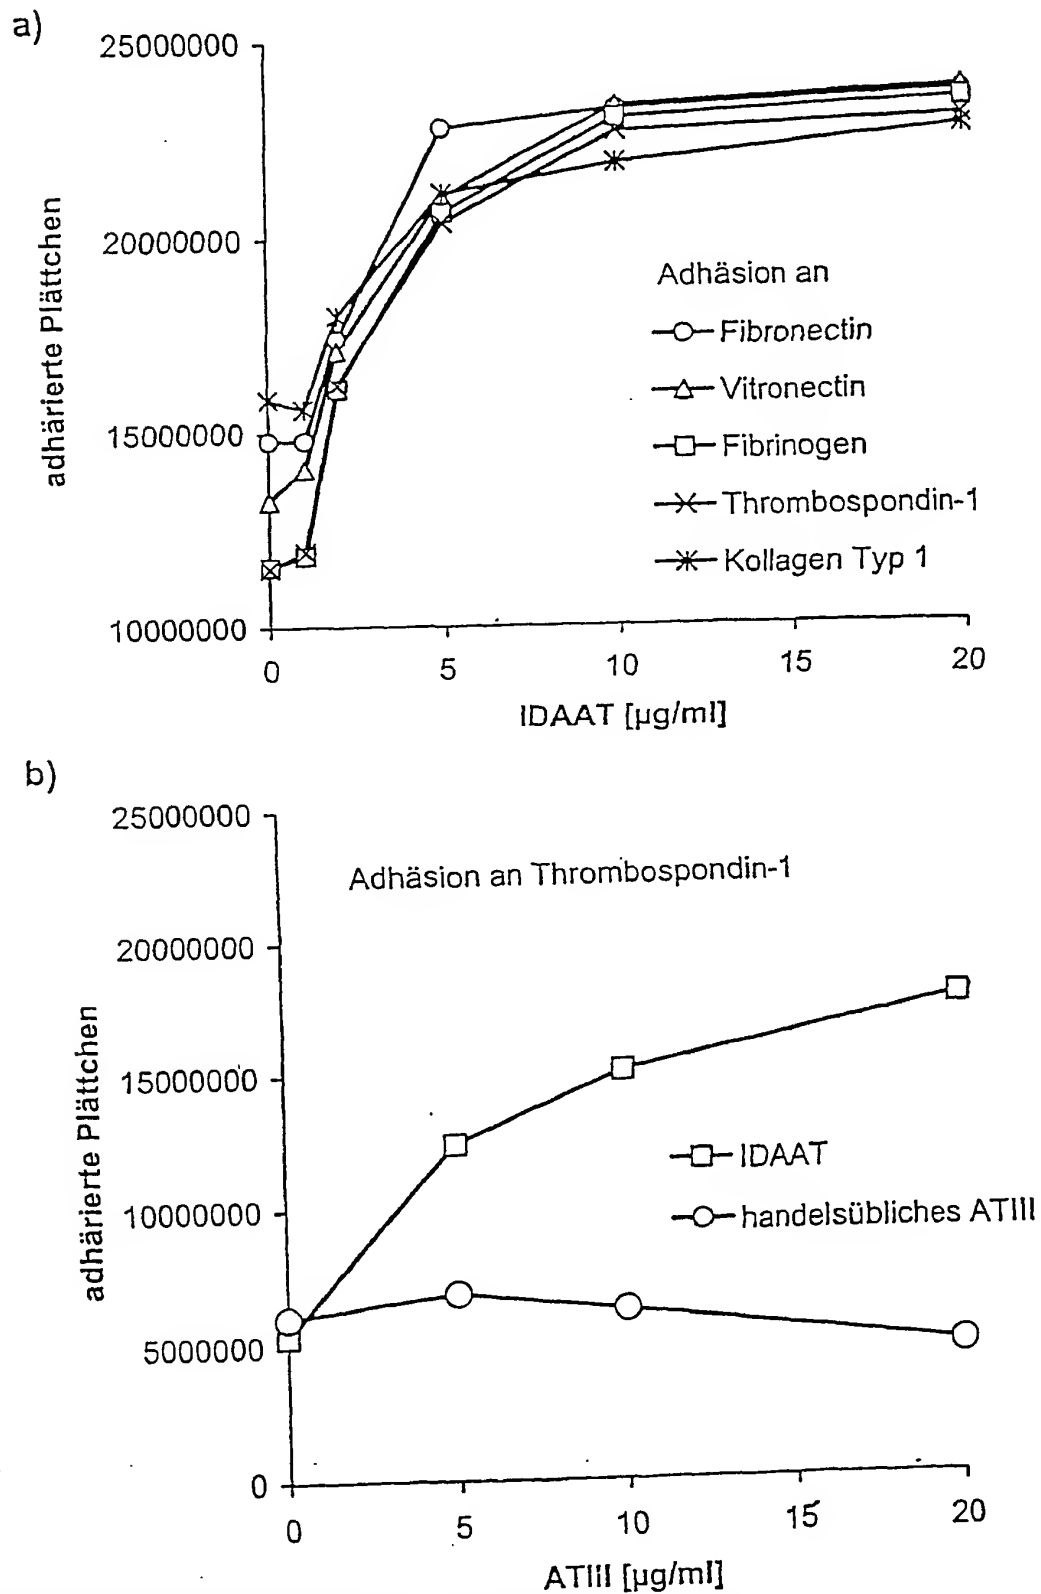 a)
25000000
20000000
15000000
10000000
adhärierte Plättchen
Adhäsion an
Fibronectin
Vitronectin
Fibrinogen
Thrombospondin-1
Kollagen Typ 1
0 5 10 15 20
IDAAT [µg/ml]
b)
25000000
20000000
15000000
10000000
5000000
0
adhärierte Plättchen
Adhäsion an Thrombospondin-1
IDAAT
handelsübliches ATIII
0 5 10 15 20
ATIII [µg/ml]